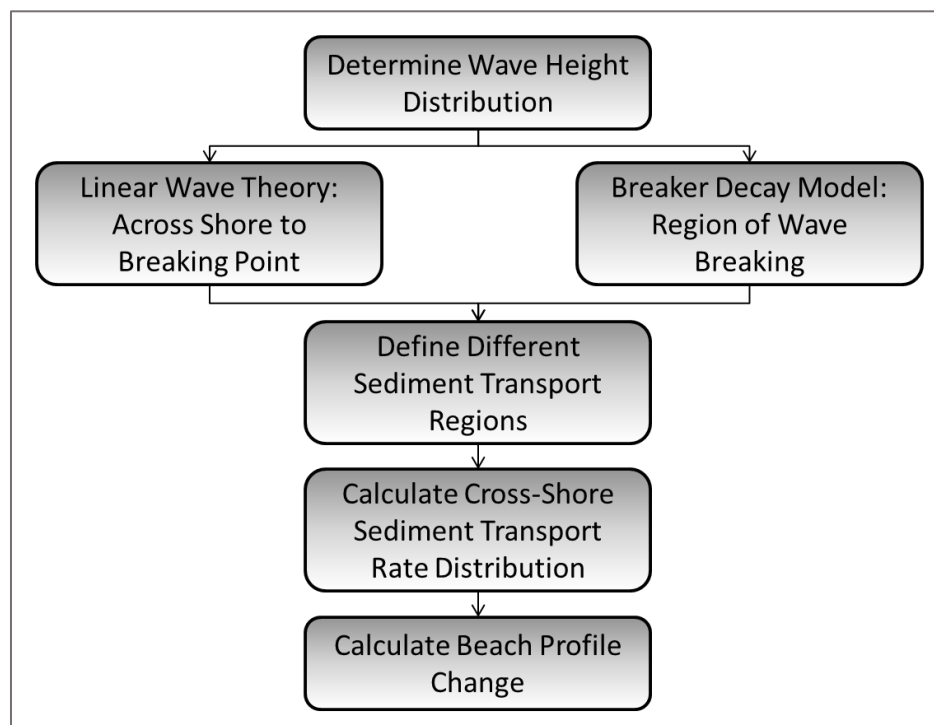 Determine Wave Height
Distribution
Linear Wave Theory:
Across Shore to
Breaking Point
Breaker Decay Model:
Region of Wave
Breaking
Define Different
Sediment Transport
Regions
Calculate Cross-Shore
Sediment Transport
Rate Distribution
Calculate Beach Profile
Change